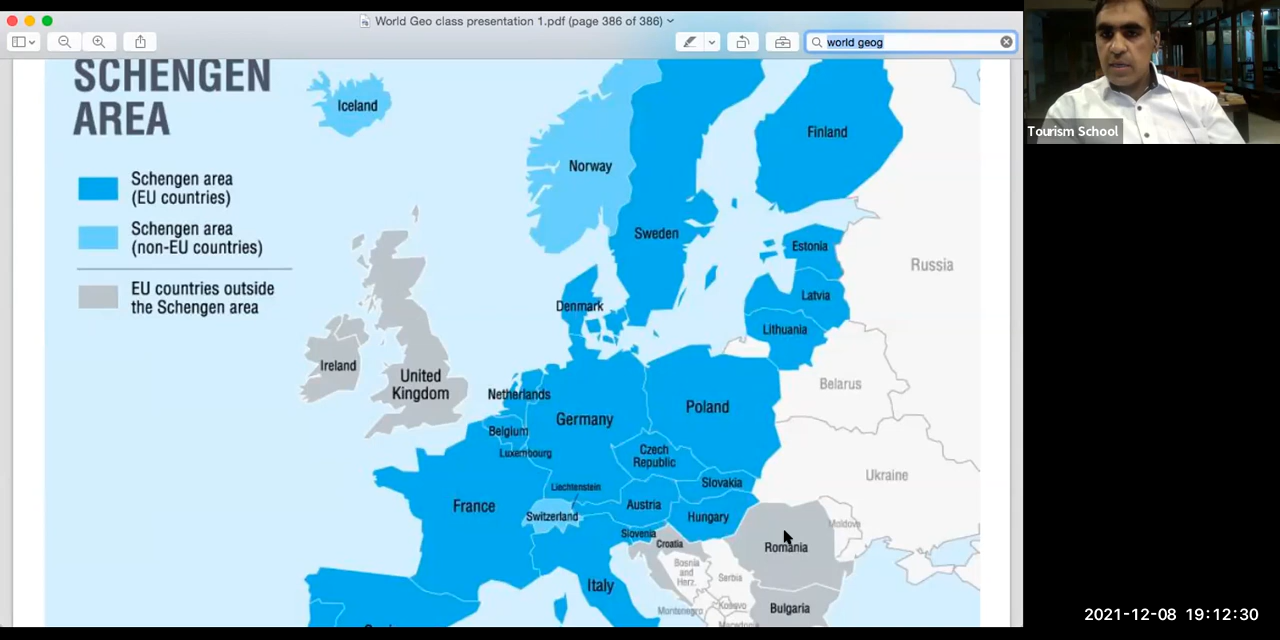 World Geo class presentation 1.pdf (page 386 of 386)
world geog
Tourism School
SCHENGEN
AREA
Schengen area
(EU countries)
Schengen area
(non-EU countries)
EU countries outside
the Schengen area
Iceland
Norway
Finland
Sweden
Estonia
Russia
Latvia
Denmark
Lithuania
Ireland
United
Kingdom
Belarus
Netherlands
Germany
Poland
Belgium
Luxembourg
Czech
Republic
Ukraine
Slovakia
Liechtenstein
France
Austria
Switzerland
Hungary
Moldova
Slovenia
Croatia
Romania
Bosnia
and
Herz.
Serbia
Italy
Kosovo
Montenegro
Bulgaria
2021-12-08 19:12:30